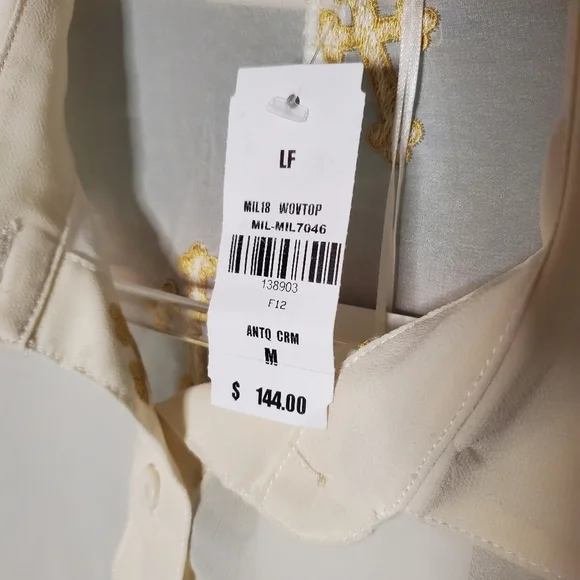 LF
MIL18 WOVTOP
MIL-MIL7046
138903
F12
ANTQ CRM
M
$ 144.00